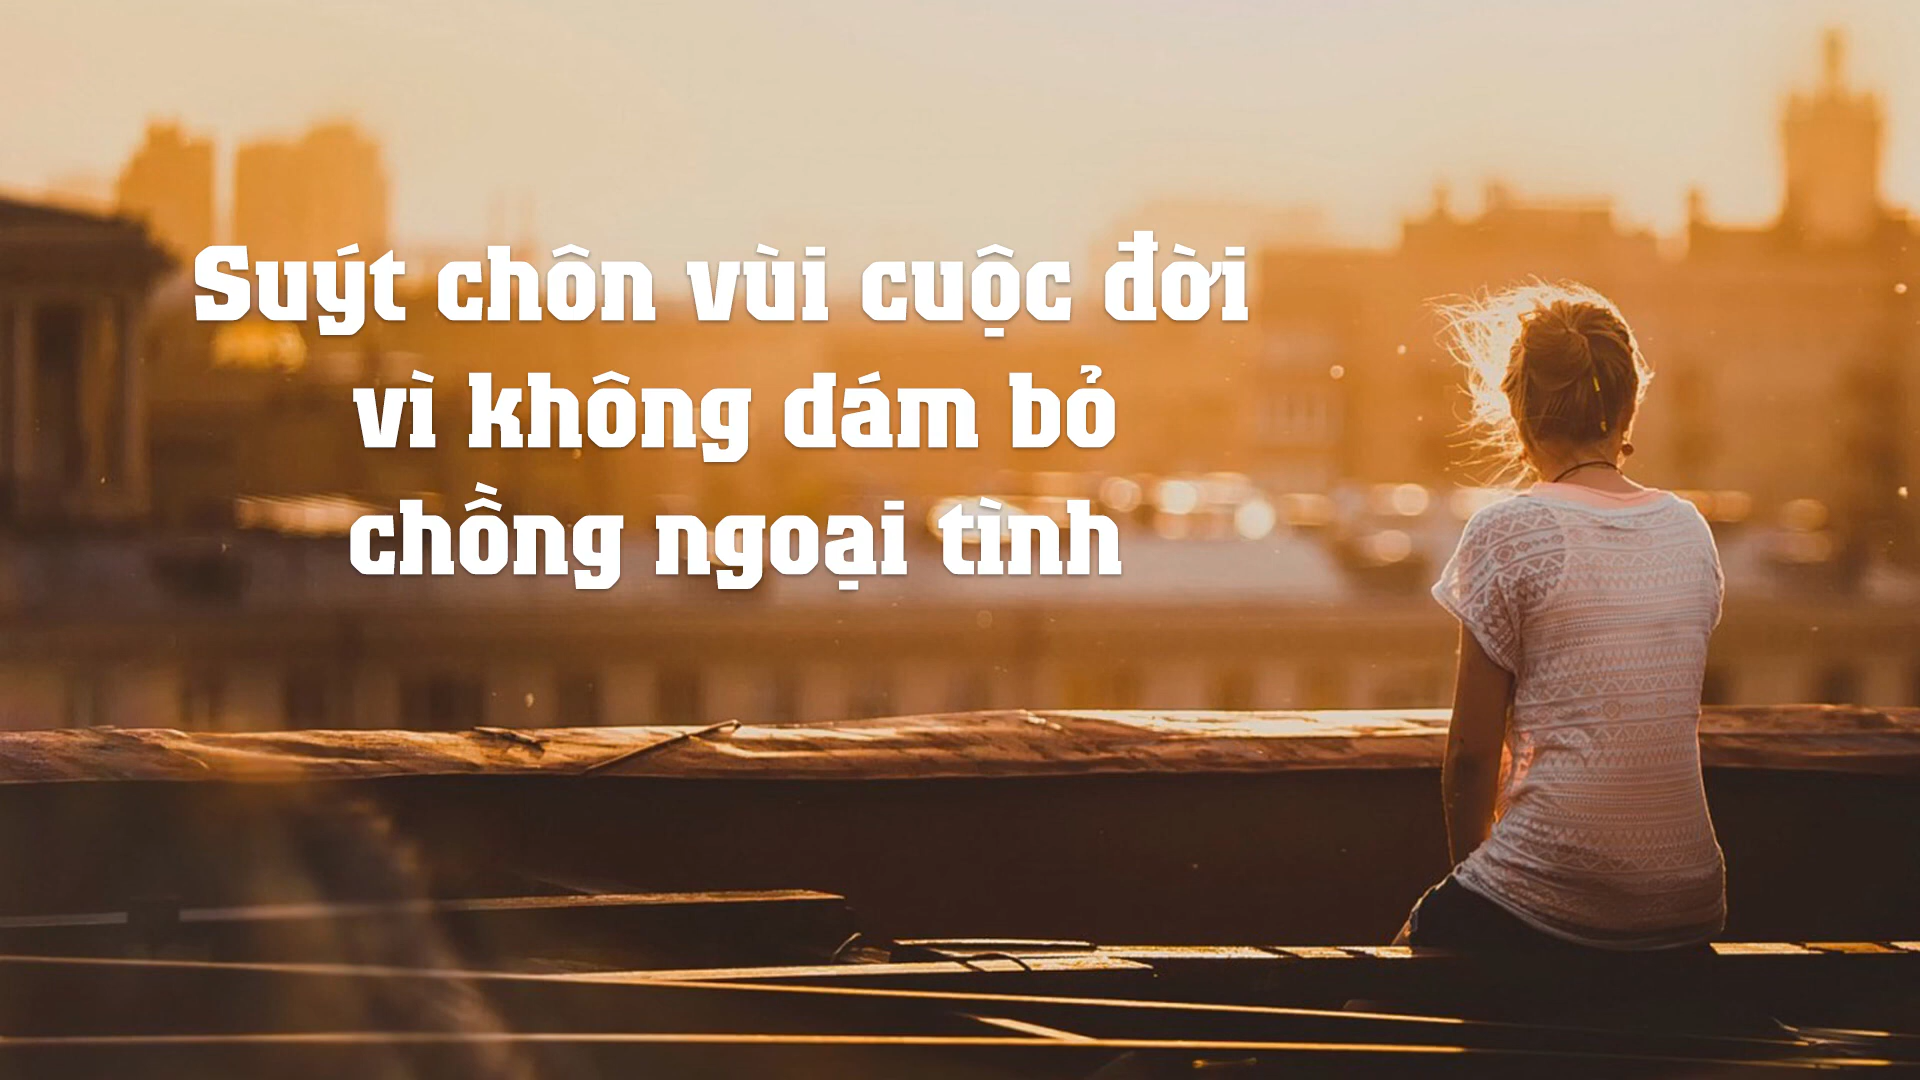 Suýt chôn vùi cuộc đời
vì không dám bỏ
chồng ngoại tình